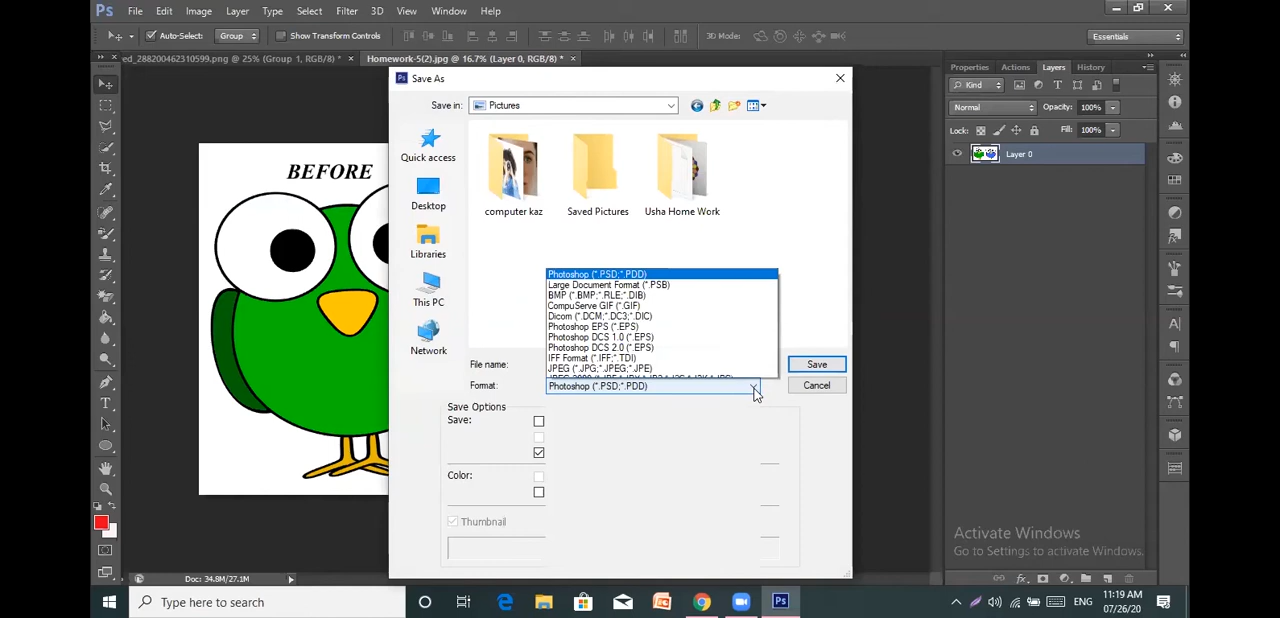 Ps File Edit Image Layer Type Select Filter 3D View Window Help
Auto-Select: Group Show Transform Controls 3D Mode: Essentials
ed_288200462310599.png @ 25% (Group 1, RGB/8) * × Homework-5(2).jpg @ 16.7% (Layer 0, RGB/8) * ×
Properties Actions Layers History
Kind
Normal Opacity: 100%
Lock: Fill: 100%
Layer 0
BEFORE
Ps Save As
Save in: Pictures
Quick access
Desktop
Libraries
This PC
Network
computer kaz Saved Pictures Usha Home Work
Photoshop (*.PSD;*.PDD)
Large Document Format (*.PSB)
BMP (*.BMP;*.RLE;*.DIB)
CompuServe GIF (*.GIF)
Dicom (*.DCM;*.DC3;*.DIC)
Photoshop EPS (*.EPS)
Photoshop DCS 1.0 (*.EPS)
Photoshop DCS 2.0 (*.EPS)
IFF Format (*.IFF;*.TDI)
JPEG (*.JPG;*.JPEG;*.JPE)
File name: Save
Format: Photoshop (*.PSD;*.PDD) Cancel
Save Options
Save:
Color:
Thumbnail
Activate Windows
Go to Settings to activate Windows.
Doc: 34.8M/27.1M
Type here to search
ENG
11:19 AM
07/26/20